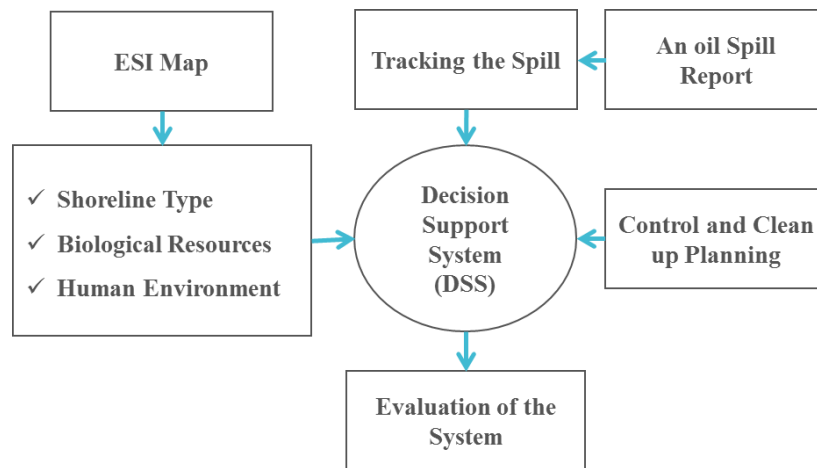 ESI Map
Tracking the Spill
An oil Spill
Report
✓ Shoreline Type
✓ Biological Resources
✓ Human Environment
Decision
Support
System
(DSS)
Control and Clean
up Planning
Evaluation of the
System